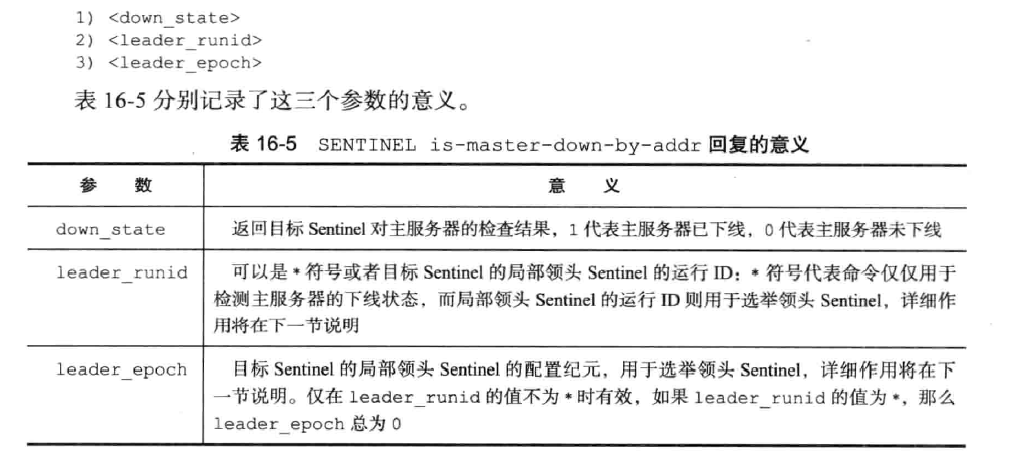 1) <down_state>
2) <leader_runid>
3) <leader_epoch>
表 16-5 分别记录了这三个参数的意义。
表 16-5 SENTINEL is-master-down-by-addr 回复的意义
参 数 意 义
down_state 返回目标 Sentinel 对主服务器的检查结果，1 代表主服务器已下线，0 代表主服务器未下线
leader_runid 可以是 * 符号或者目标 Sentinel 的局部领头 Sentinel 的运行 ID：* 符号代表命令仅仅用于
检测主服务器的下线状态，而局部领头 Sentinel 的运行 ID 则用于选举领头 Sentinel，详细作
用将在下一节说明
leader_epoch 目标 Sentinel 的局部领头 Sentinel 的配置纪元，用于选举领头 Sentinel，详细作用将在下
一节说明。仅在 leader_runid 的值不为 * 时有效，如果 leader_runid 的值为 *，那么
leader_epoch 总为 0